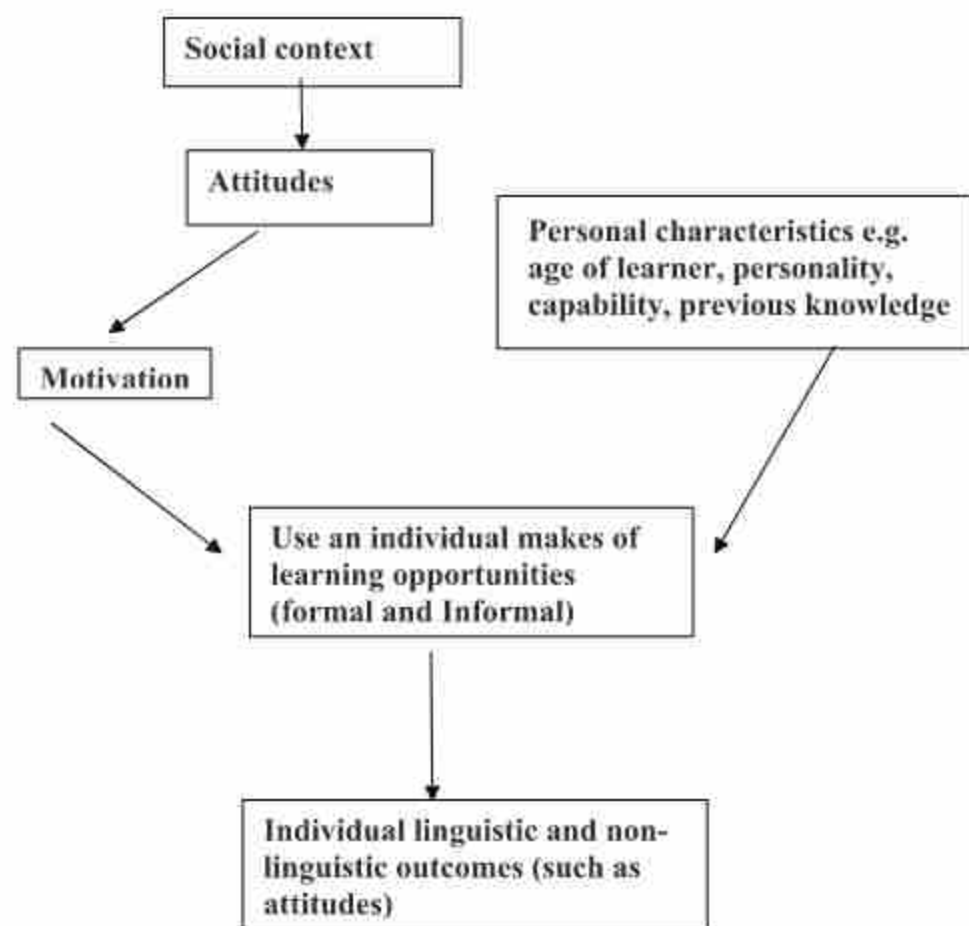 Social context
Attitudes
Personal characteristics e.g.
age of learner, personality,
capability, previous knowledge
Motivation
Use an individual makes of
learning opportunities
(formal and Informal)
Individual linguistic and non-
linguistic outcomes (such as
attitudes)